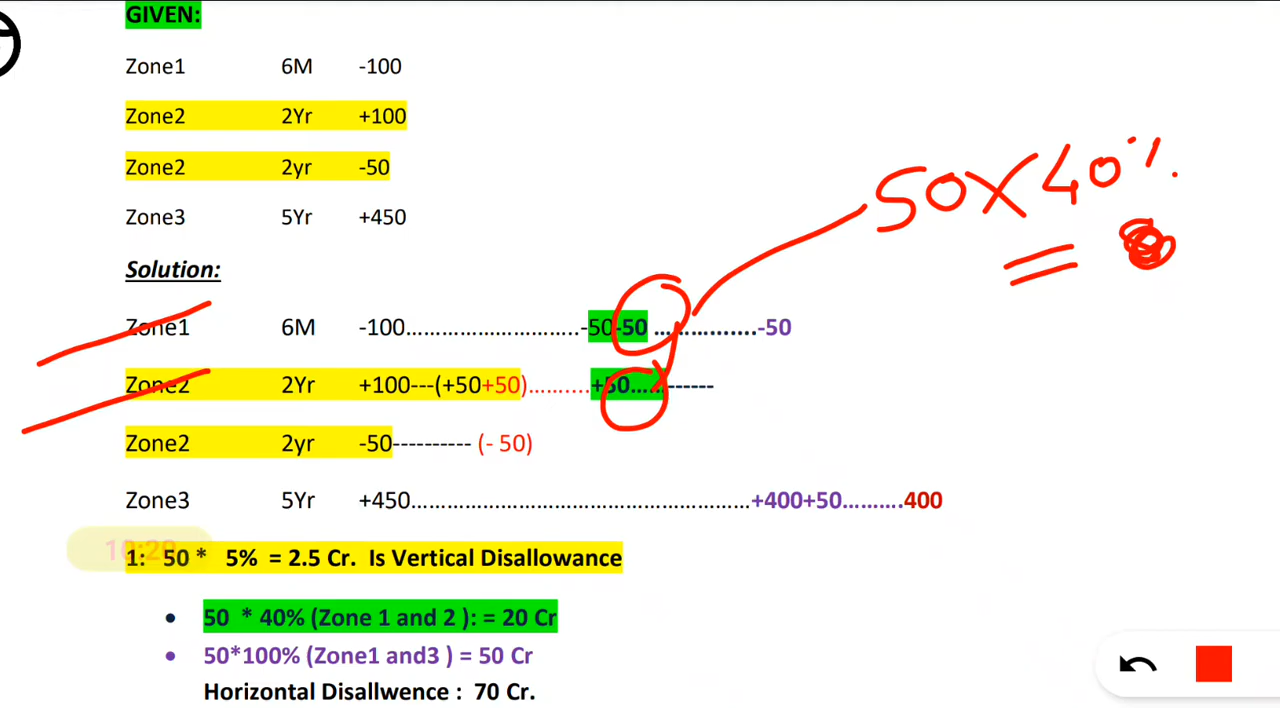 GIVEN:
Zone1 6M -100
Zone2 2Yr +100
Zone2 2yr -50
Zone3 5Yr +450
50X40%.
=
Solution:
Zone1 6M -100............................-50-50 .................-50
Zone2 2Yr +100---(+50+50)..........+50......------
Zone2 2yr -50---------- (- 50)
Zone3 5Yr +450......................................................+400+50..........400
10:20
1: 50 * 5% = 2.5 Cr. Is Vertical Disallowance
• 50 * 40% (Zone 1 and 2 ): = 20 Cr
• 50*100% (Zone1 and3 ) = 50 Cr
Horizontal Disallwence : 70 Cr.